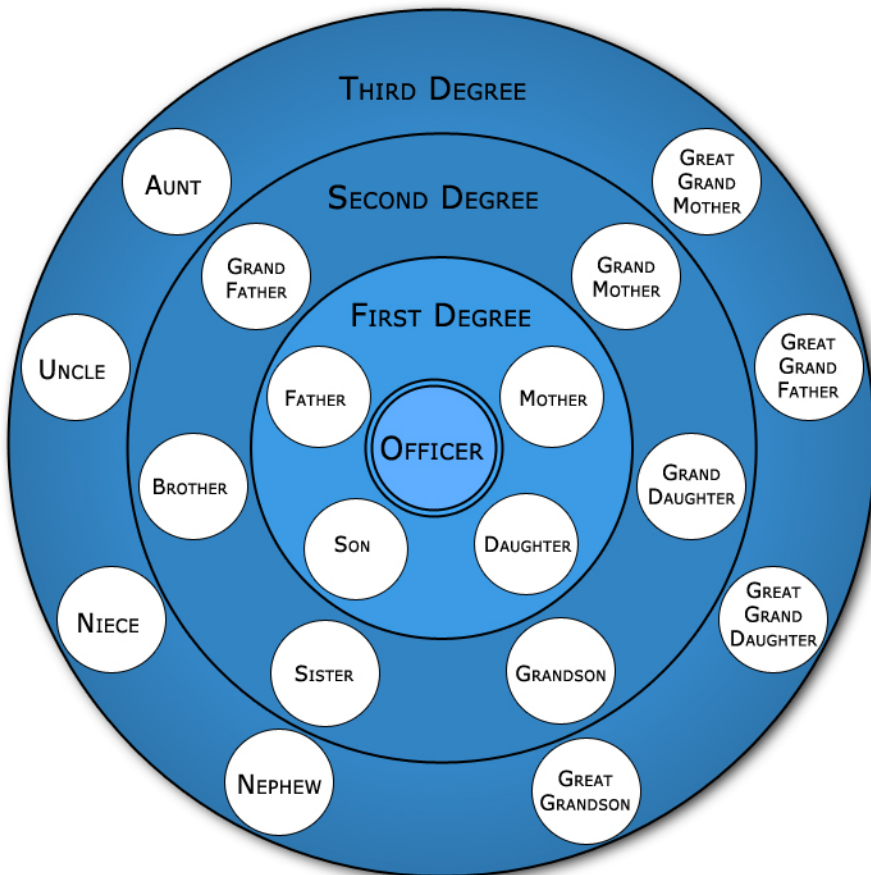 Third Degree
Aunt
Great
Grand
Mother
Second Degree
Grand
Father
Grand
Mother
First Degree
Uncle
Great
Grand
Father
Father
Mother
Officer
Brother
Grand
Daughter
Son
Daughter
Niece
Great
Grand
Daughter
Sister
Grandson
Nephew
Great
Grandson